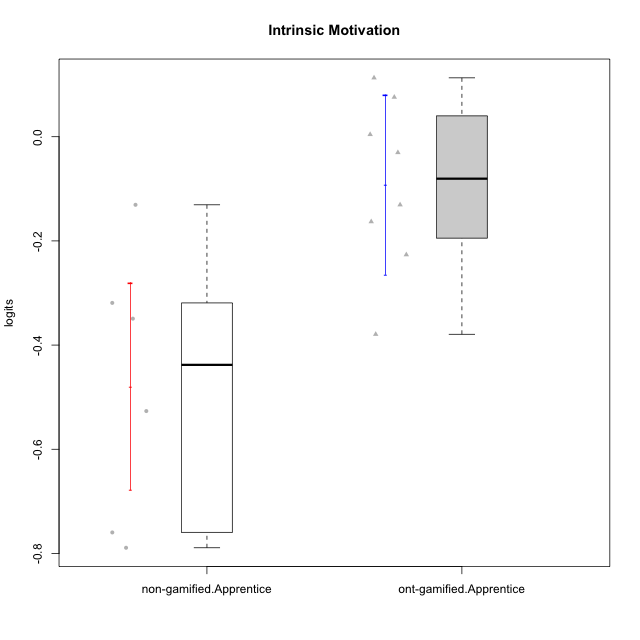 Intrinsic Motivation
logits
0.0
-0.2
-0.4
-0.6
-0.8
non-gamified.Apprentice
ont-gamified.Apprentice